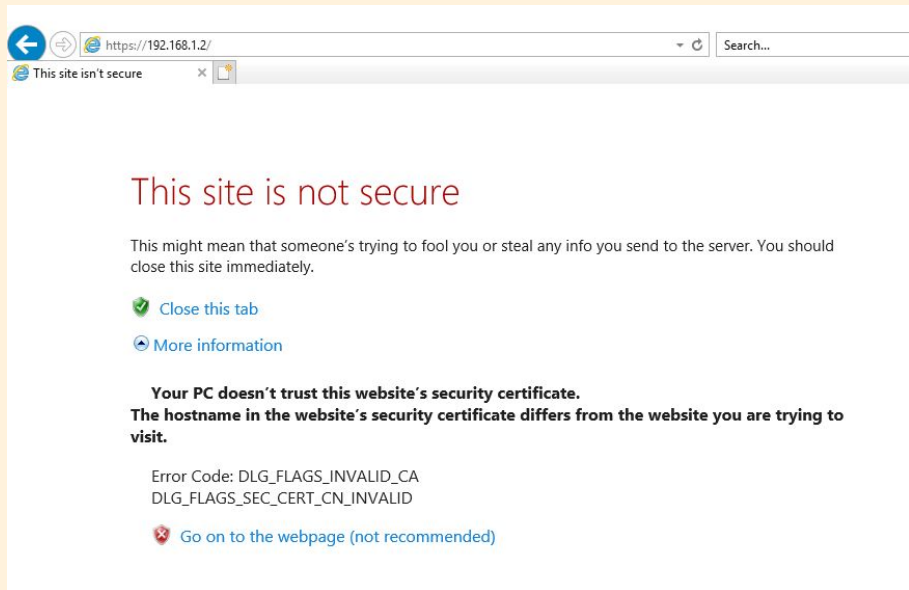 https://192.168.1.2/
Search...
This site isn't secure
This site is not secure
This might mean that someone's trying to fool you or steal any info you send to the server. You should
close this site immediately.
Close this tab
More information
Your PC doesn't trust this website's security certificate.
The hostname in the website's security certificate differs from the website you are trying to
visit.
Error Code: DLG_FLAGS_INVALID_CA
DLG_FLAGS_SEC_CERT_CN_INVALID
Go on to the webpage (not recommended)